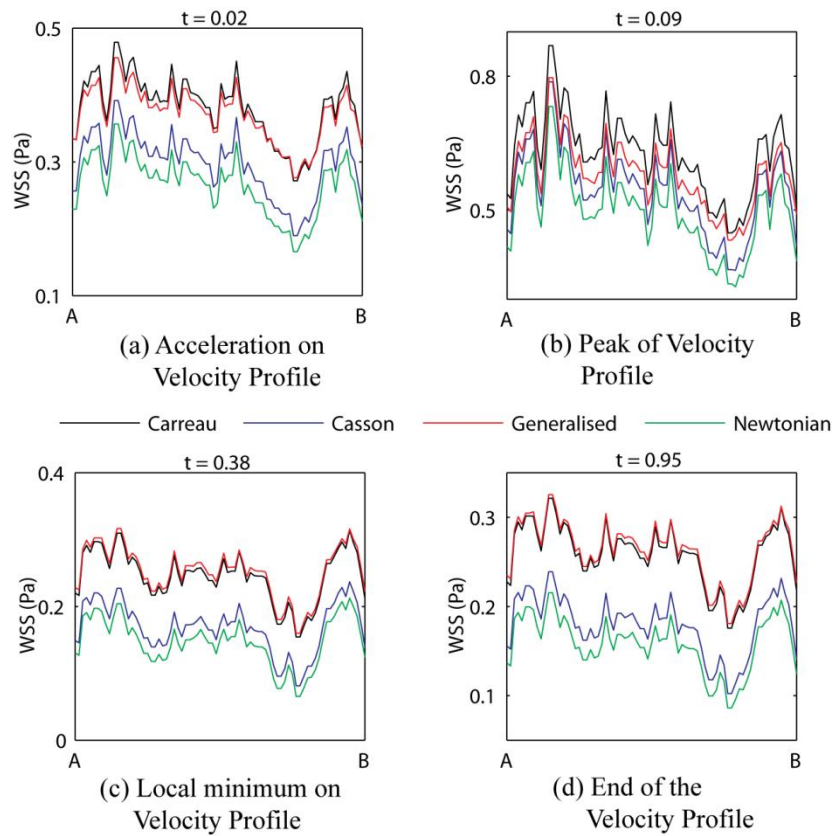 t = 0.02
0.5
0.3
0.1
WSS (Pa)
A
B
(a) Acceleration on
Velocity Profile
t = 0.09
0.8
0.5
WSS (Pa)
A
B
(b) Peak of Velocity
Profile
Carreau
Casson
Generalised
Newtonian
t = 0.38
0.4
0.2
0
WSS (Pa)
A
B
(c) Local minimum on
Velocity Profile
t = 0.95
0.3
0.2
0.1
WSS (Pa)
A
B
(d) End of the
Velocity Profile